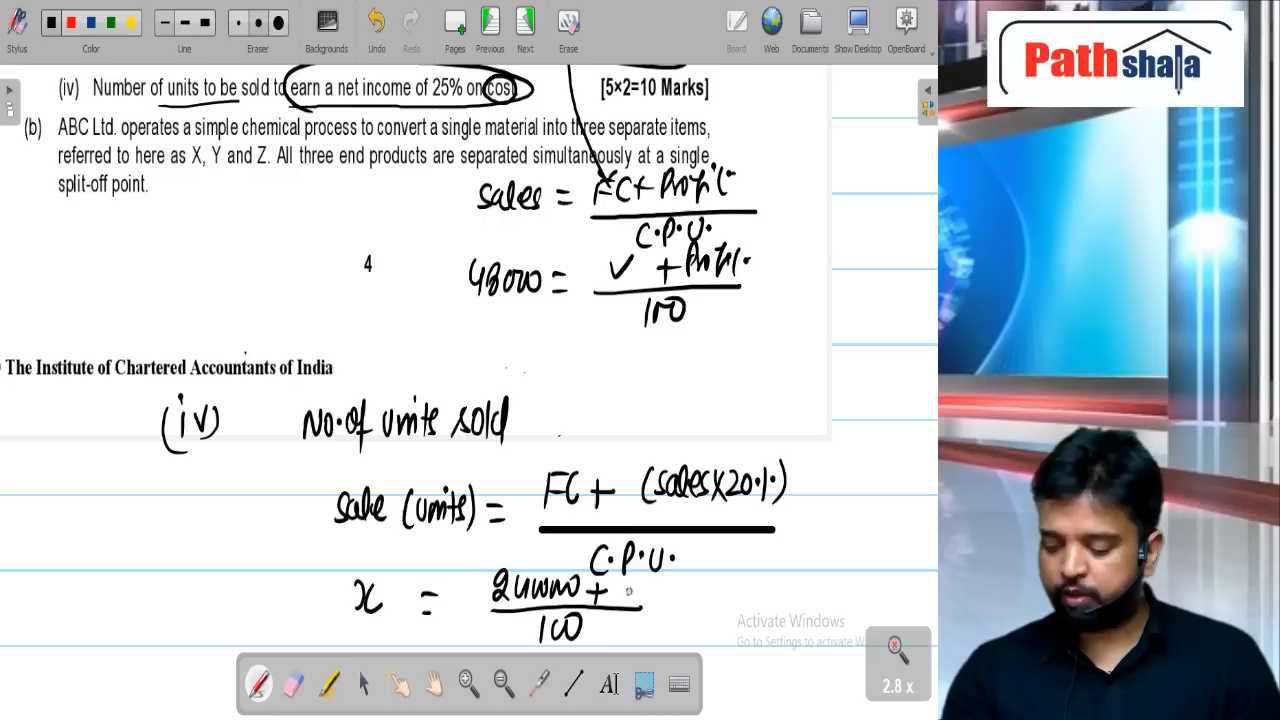 Stylus Color Line Eraser Backgrounds Undo Redo Pages Previous Next Erase Board Web Documents Show Desktop OpenBoard
Path shala
(iv) Number of units to be sold to earn a net income of 25% on cos [5×2=10 Marks]
(b) ABC Ltd. operates a simple chemical process to convert a single material into three separate items,
referred to here as X, Y and Z. All three end products are separated simultaneously at a single
split-off point.
sales = FC + Profit
C.P.U.
4
48000 = ✓ + Profit
100
The Institute of Chartered Accountants of India
(iv) No. of units sold
Sale (units) = FC + (sales × 20%)
C.P.U.
x = 2400000 +
100
Activate Windows
Go to Settings to activate W
2.8 x